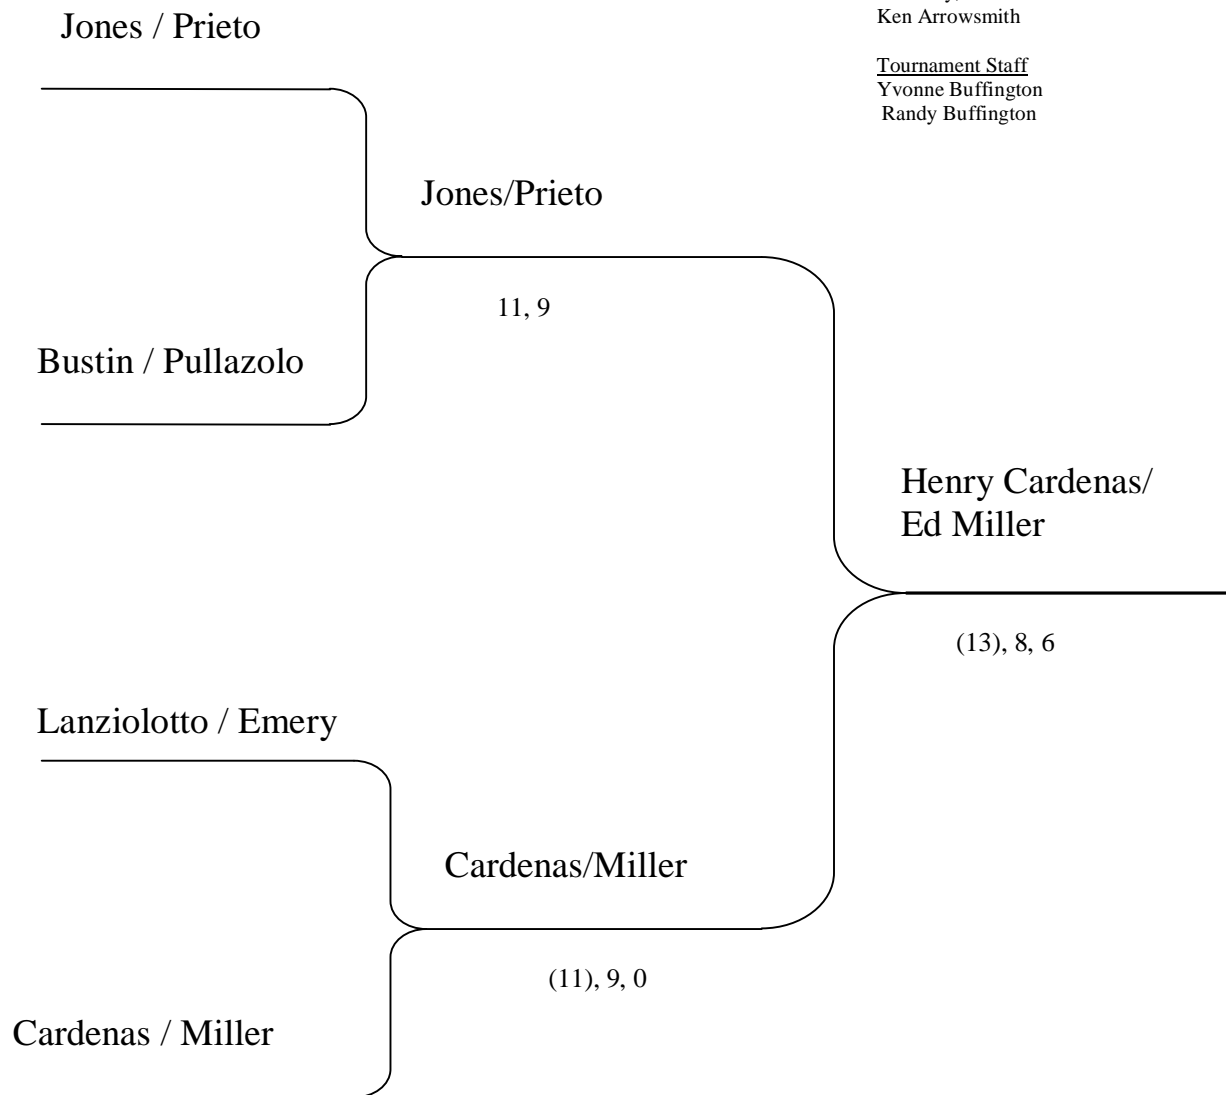 Ken Arrowsmith
Jones / Prieto
Tournament Staff
Yvonne Buffington
Randy Buffington
Jones/Prieto
11, 9
Bustin / Pullazolo
Henry Cardenas/
Ed Miller
(13), 8, 6
Lanziolotto / Emery
Cardenas/Miller
(11), 9, 0
Cardenas / Miller